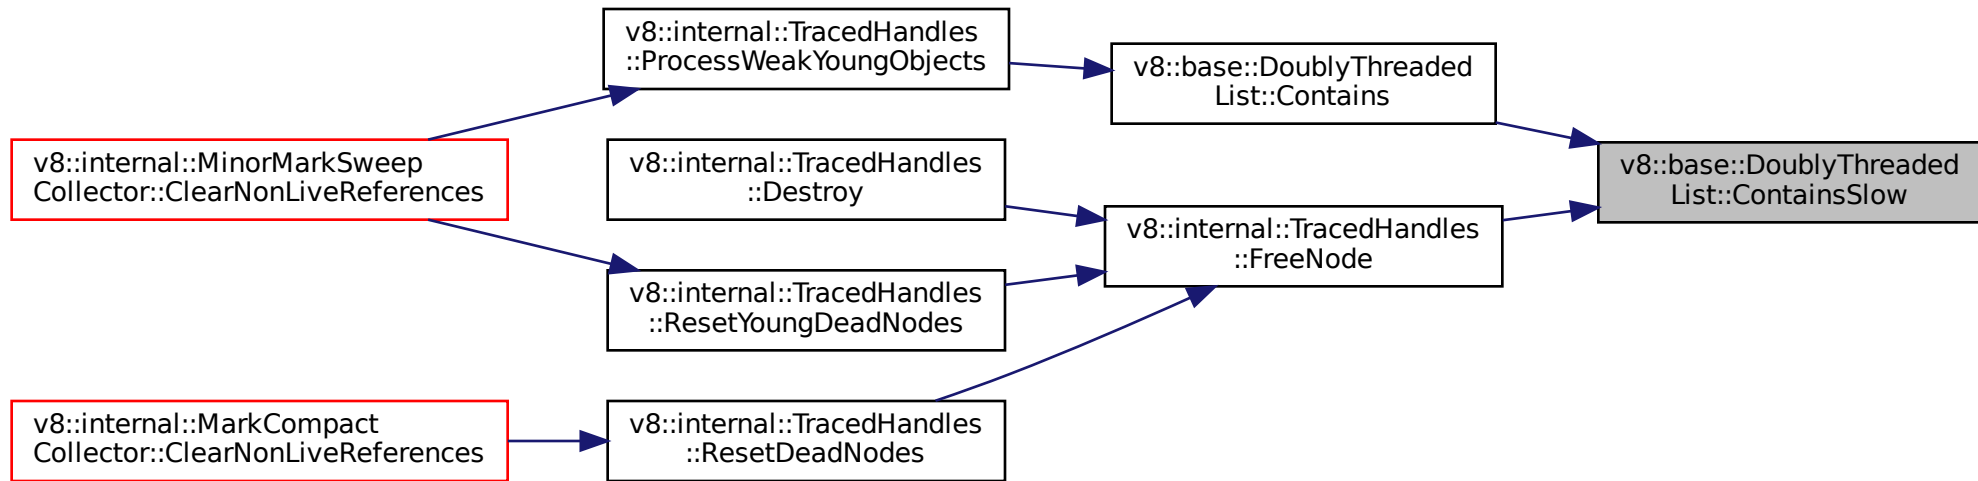 v8::internal::TracedHandles
::ProcessWeakYoungObjects
v8::base::DoublyThreaded
List::Contains
v8::internal::MinorMarkSweep
Collector::ClearNonLiveReferences
v8::internal::TracedHandles
::Destroy
v8::base::DoublyThreaded
List::ContainsSlow
v8::internal::TracedHandles
::FreeNode
v8::internal::TracedHandles
::ResetYoungDeadNodes
v8::internal::MarkCompact
Collector::ClearNonLiveReferences
v8::internal::TracedHandles
::ResetDeadNodes